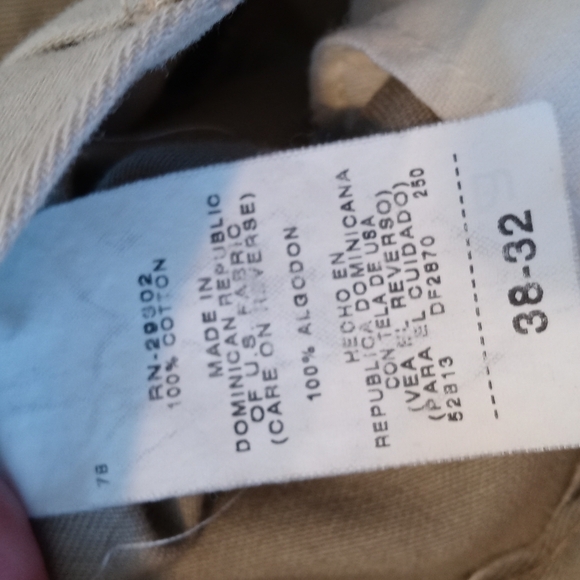 RN-29302
100% COTTON
MADE IN
DOMINICAN REPUBLIC
OF U.S. FABRIC
(CARE ON REVERSE)
100% ALGODON
HECHO EN
REPUBLICA DOMINICANA
CON TELA DE USA
(VEA EL REVERSO)
(PARA EL CUIDADO)
52813 DF2870 250
38-32
78